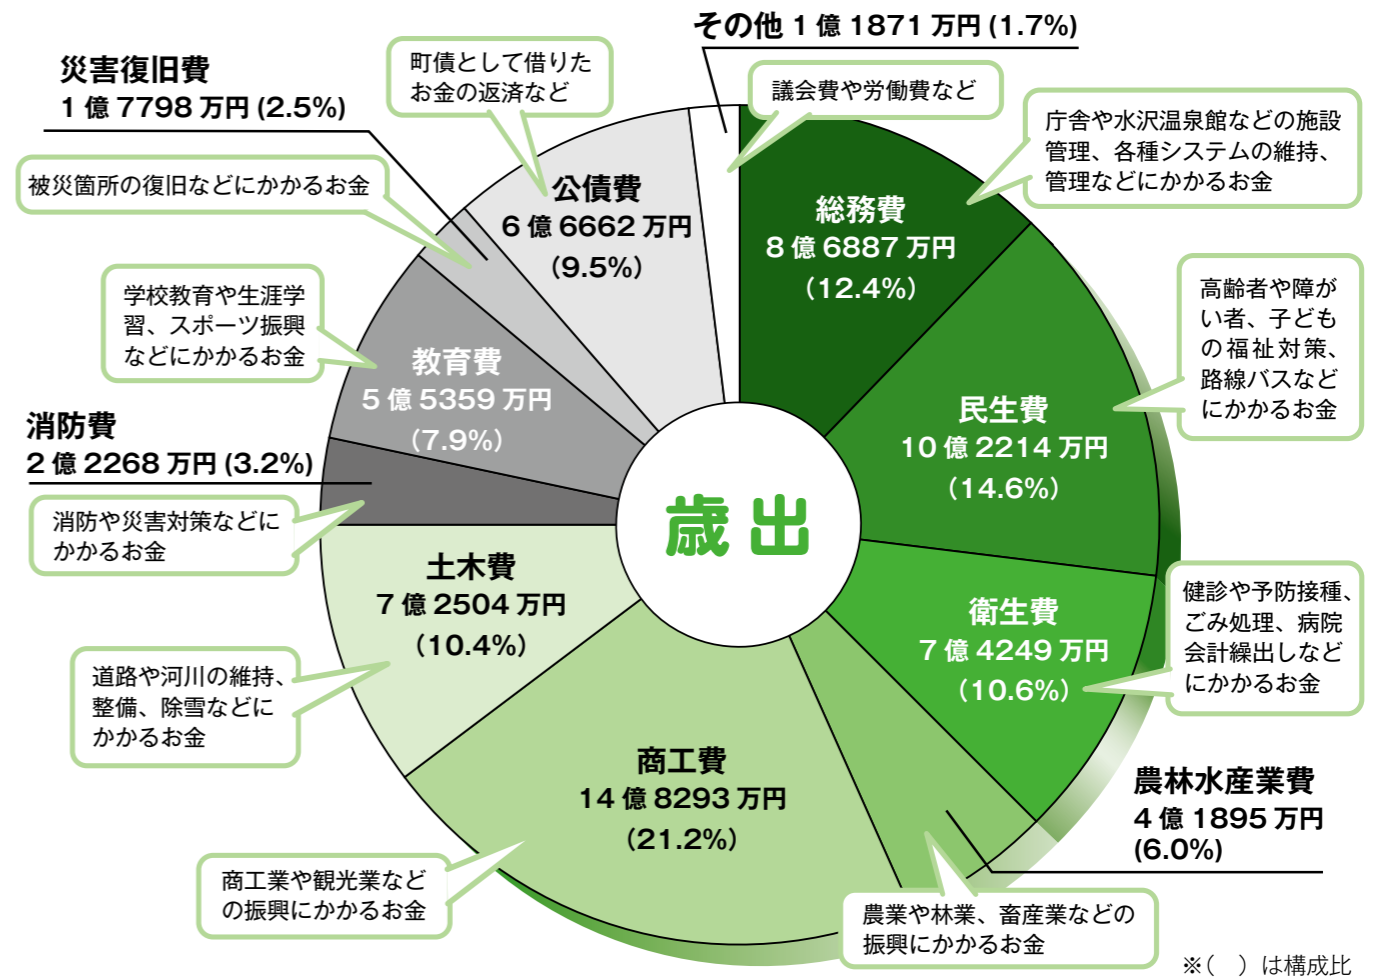 その他 1 億 1871 万円 (1.7%)
議会費や労働費など
総務費
8 億 6887 万円
（12.4%）
庁舎や水沢温泉館などの施設
管理、各種システムの維持、
管理などにかかるお金
民生費
10 億 2214 万円
（14.6%）
高齢者や障が
い者、子ども
の福祉対策、
路線バスなど
にかかるお金
衛生費
7 億 4249 万円
（10.6%）
健診や予防接種、
ごみ処理、病院
会計繰出しなど
にかかるお金
農林水産業費
4 億 1895 万円
(6.0%)
農業や林業、畜産業などの
振興にかかるお金
商工費
14 億 8293 万円
（21.2%）
商工業や観光業など
の振興にかかるお金
土木費
7 億 2504 万円
（10.4%）
道路や河川の維持、
整備、除雪などに
かかるお金
消防費
2 億 2268 万円 (3.2%)
消防や災害対策などに
かかるお金
教育費
5 億 5359 万円
（7.9%）
学校教育や生涯学
習、スポーツ振興
などにかかるお金
災害復旧費
1 億 7798 万円 (2.5%)
被災箇所の復旧などにかかるお金
公債費
6 億 6662 万円
（9.5%）
町債として借りた
お金の返済など
歳出
※（　）は構成比